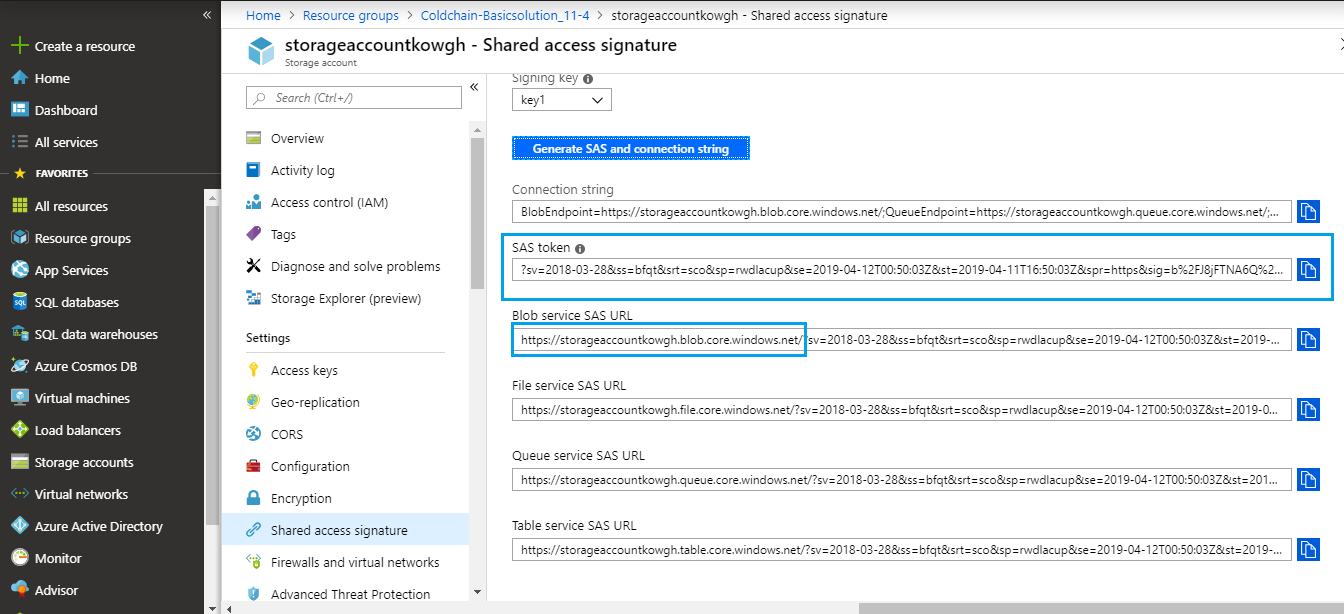 «
Create a resource
Home
Dashboard
All services
FAVORITES
All resources
Resource groups
App Services
SQL databases
SQL data warehouses
Azure Cosmos DB
Virtual machines
Load balancers
Storage accounts
Virtual networks
Azure Active Directory
Monitor
Advisor
Home > Resource groups > Coldchain-Basicsolution_11-4 > storageaccountkowgh - Shared access signature
storageaccountkowgh - Shared access signature
Storage account
«
Search (Ctrl+/)
Overview
Activity log
Access control (IAM)
Tags
Diagnose and solve problems
Storage Explorer (preview)
Settings
Access keys
Geo-replication
CORS
Configuration
Encryption
Shared access signature
Firewalls and virtual networks
Advanced Threat Protection
Signing key
key1
Generate SAS and connection string
Connection string
BlobEndpoint=https://storageaccountkowgh.blob.core.windows.net/;QueueEndpoint=https://storageaccountkowgh.queue.core.windows.net/;...
SAS token
?sv=2018-03-28&ss=bfqt&srt=sco&sp=rwdlacup&se=2019-04-12T00:50:03Z&st=2019-04-11T16:50:03Z&spr=https&sig=b%2FJ8jFTNA6Q%2...
Blob service SAS URL
https://storageaccountkowgh.blob.core.windows.net/?sv=2018-03-28&ss=bfqt&srt=sco&sp=rwdlacup&se=2019-04-12T00:50:03Z&st=2019-...
File service SAS URL
https://storageaccountkowgh.file.core.windows.net/?sv=2018-03-28&ss=bfqt&srt=sco&sp=rwdlacup&se=2019-04-12T00:50:03Z&st=2019-0...
Queue service SAS URL
https://storageaccountkowgh.queue.core.windows.net/?sv=2018-03-28&ss=bfqt&srt=sco&sp=rwdlacup&se=2019-04-12T00:50:03Z&st=201...
Table service SAS URL
https://storageaccountkowgh.table.core.windows.net/?sv=2018-03-28&ss=bfqt&srt=sco&sp=rwdlacup&se=2019-04-12T00:50:03Z&st=2019-...